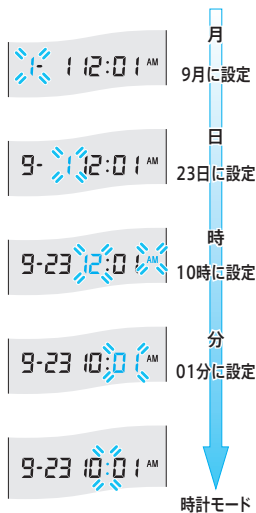 月
1- 1 12:01 AM
9月に設定
日
9- 1 12:01 AM
23日に設定
時
9-23 12:01 AM
10時に設定
分
9-23 10:01 AM
01分に設定
9-23 10:01 AM
時計モード